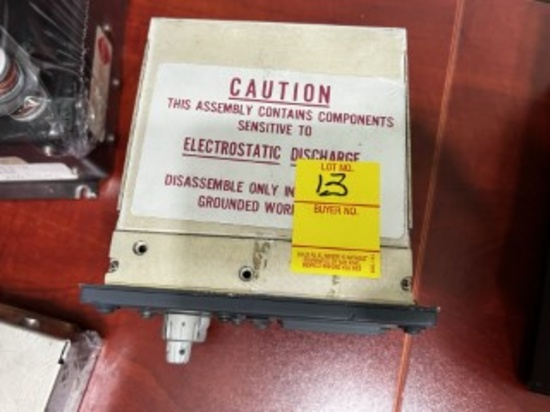 CAUTION
THIS ASSEMBLY CONTAINS COMPONENTS
SENSITIVE TO
ELECTROSTATIC DISCHARGE
DISASSEMBLE ONLY IN
GROUNDED WOR
LOT NO.
13
BUYER NO.